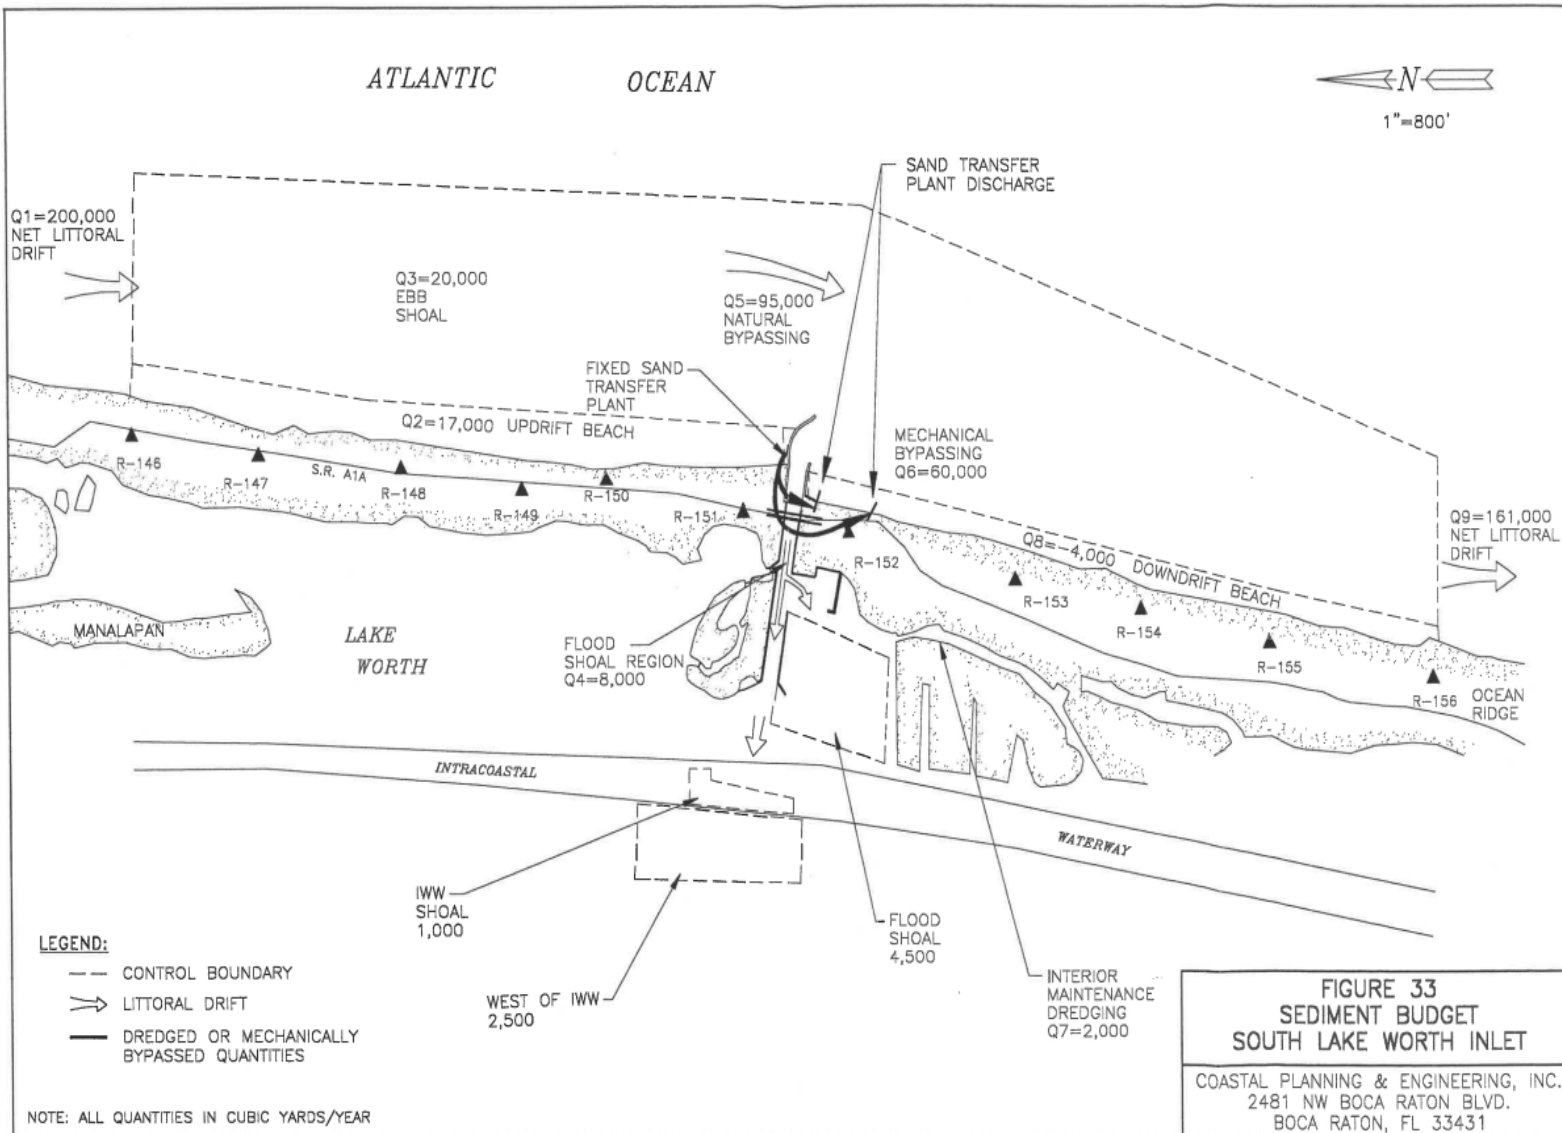 ATLANTIC OCEAN
N
1"=800'
SAND TRANSFER
PLANT DISCHARGE
Q1=200,000
NET LITTORAL
DRIFT
Q3=20,000
EBB
SHOAL
Q5=95,000
NATURAL
BYPASSING
FIXED SAND
TRANSFER
PLANT
Q2=17,000 UPDRIFT BEACH
MECHANICAL
BYPASSING
Q6=60,000
R-146
R-147
S.R. A1A
R-148
R-149
R-150
R-151
R-152
Q8=-4,000 DOWNDRIFT BEACH
R-153
R-154
R-155
R-156
Q9=161,000
NET LITTORAL
DRIFT
OCEAN
RIDGE
MANALAPAN
LAKE
WORTH
FLOOD
SHOAL REGION
Q4=8,000
INTRACOASTAL
WATERWAY
IWW
SHOAL
1,000
FLOOD
SHOAL
4,500
WEST OF IWW
2,500
INTERIOR
MAINTENANCE
DREDGING
Q7=2,000
LEGEND:
CONTROL BOUNDARY
LITTORAL DRIFT
DREDGED OR MECHANICALLY
BYPASSED QUANTITIES
NOTE: ALL QUANTITIES IN CUBIC YARDS/YEAR
FIGURE 33
SEDIMENT BUDGET
SOUTH LAKE WORTH INLET
COASTAL PLANNING & ENGINEERING, INC.
2481 NW BOCA RATON BLVD.
BOCA RATON, FL 33431